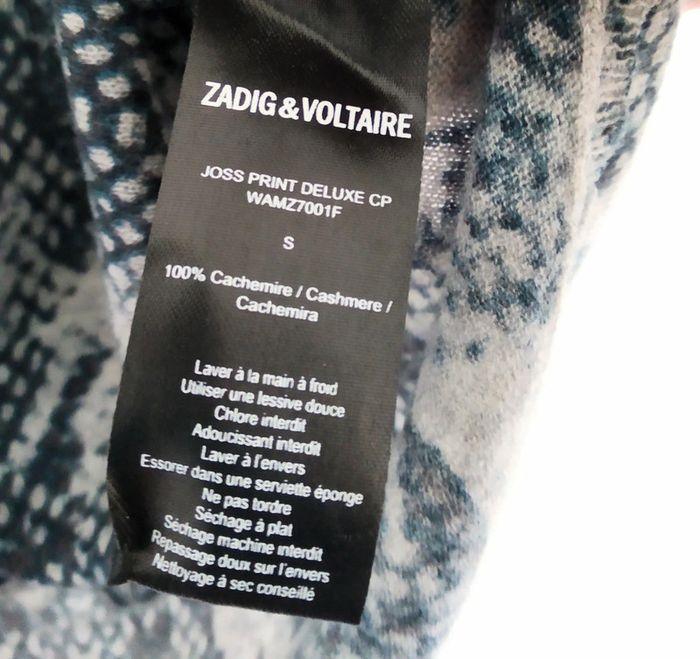 ZADIG & VOLTAIRE
JOSS PRINT DELUXE CP
WAMZ7001F
S
100% Cachemire / Cashmere /
Cachemira
Laver à la main à froid
Utiliser une lessive douce
Chlore interdit
Adoucissant interdit
Laver à l'envers
Essorer dans une serviette éponge
Ne pas tordre
Séchage à plat
Séchage machine interdit
Repassage doux sur l'envers
Nettoyage à sec conseillé